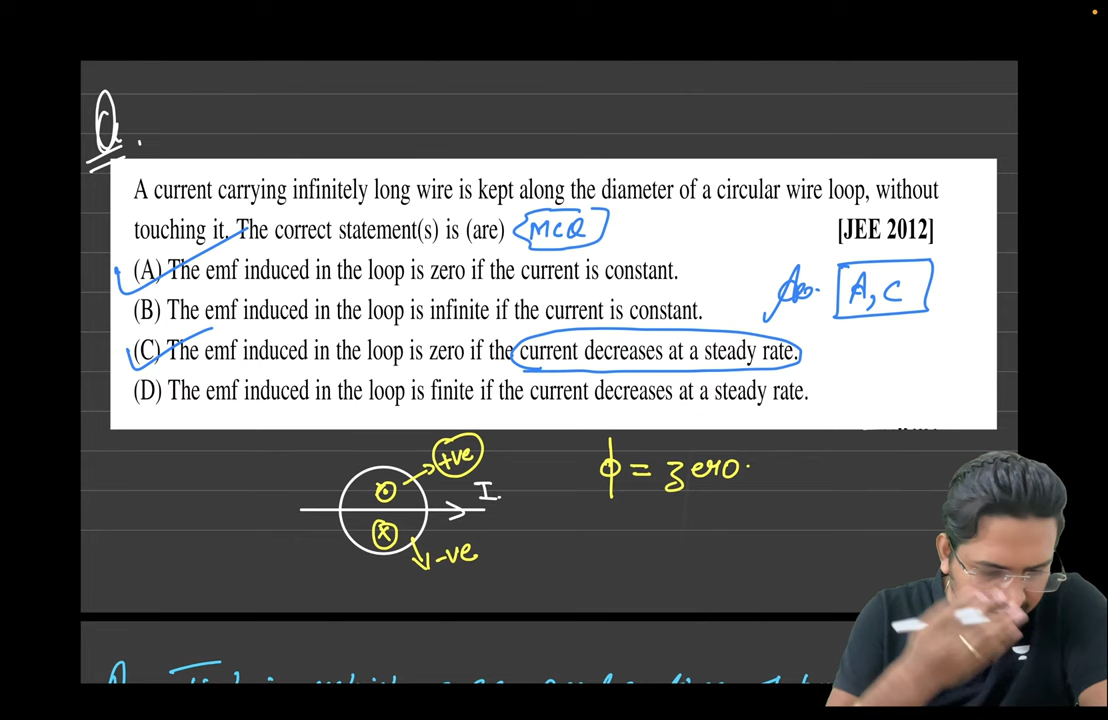 Q.
A current carrying infinitely long wire is kept along the diameter of a circular wire loop, without
touching it. The correct statement(s) is (are) MCQ [JEE 2012]
(A) The emf induced in the loop is zero if the current is constant.
(B) The emf induced in the loop is infinite if the current is constant.
Ans. A, C
(C) The emf induced in the loop is zero if the current decreases at a steady rate.
(D) The emf induced in the loop is finite if the current decreases at a steady rate.
+ve
I.
-ve
ϕ = zero.